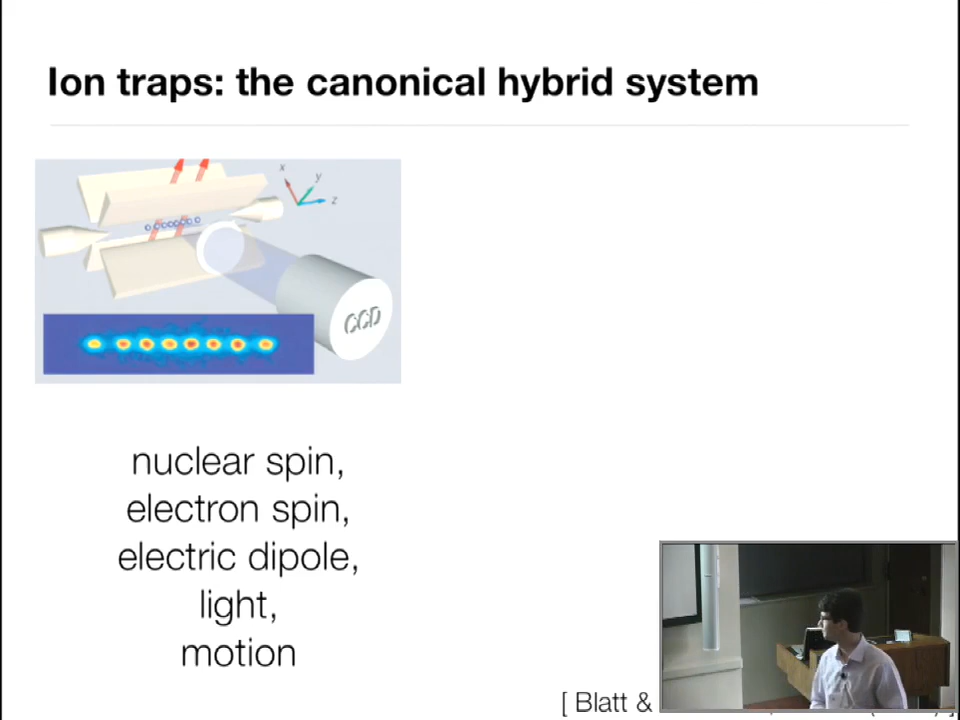 Ion traps: the canonical hybrid system
x
y
z
CCD
nuclear spin,
electron spin,
electric dipole,
light,
motion
[ Blatt &